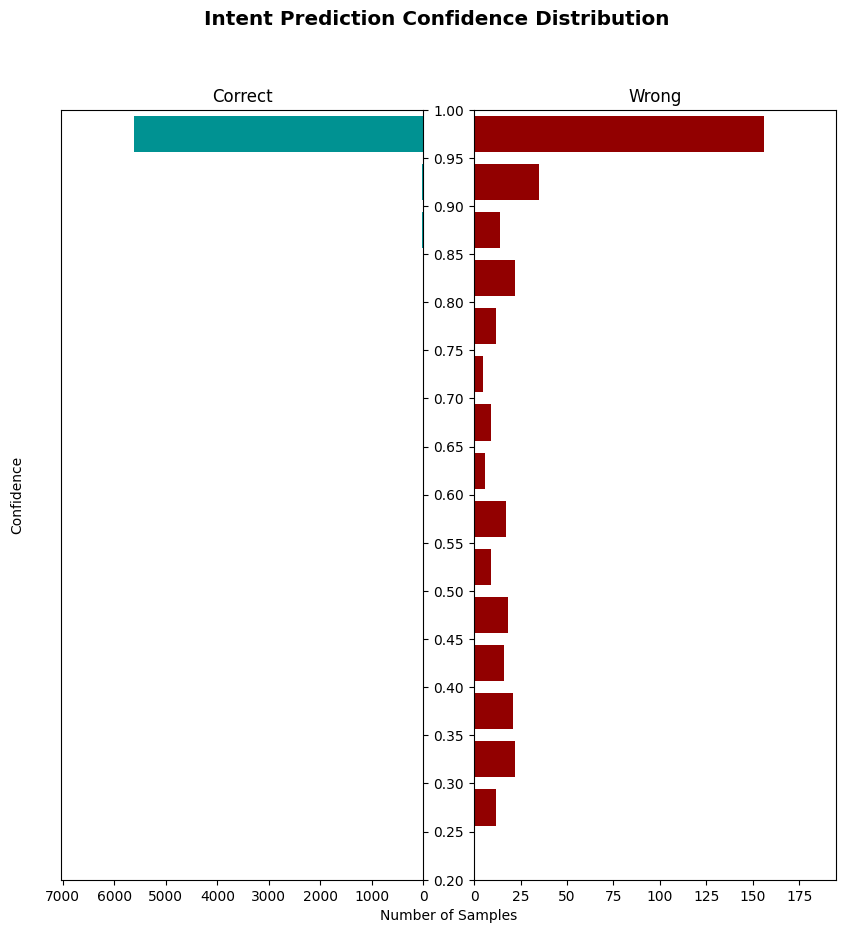 Intent Prediction Confidence Distribution
Correct
Wrong
1.00
0.95
0.90
0.85
0.80
0.75
0.70
0.65
0.60
0.55
0.50
0.45
0.40
0.35
0.30
0.25
0.20
Confidence
7000 6000 5000 4000 3000 2000 1000 0
0 25 50 75 100 125 150 175
Number of Samples